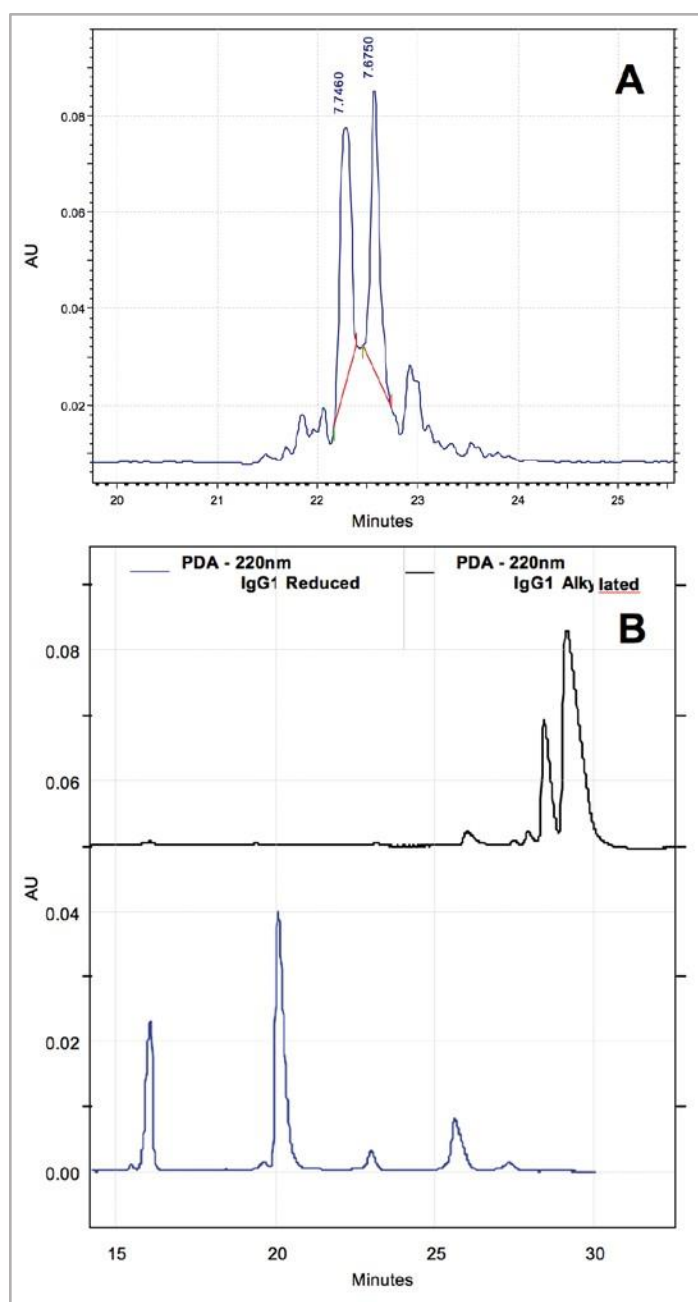 7.7460
7.6750
A
0.08
0.06
AU
0.04
0.02
20 21 22 23 24 25
Minutes
PDA - 220nm PDA - 220nm
IgG1 Reduced IgG1 Alkylated
B
0.08
0.06
AU
0.04
0.02
0.00
15 20 25 30
Minutes